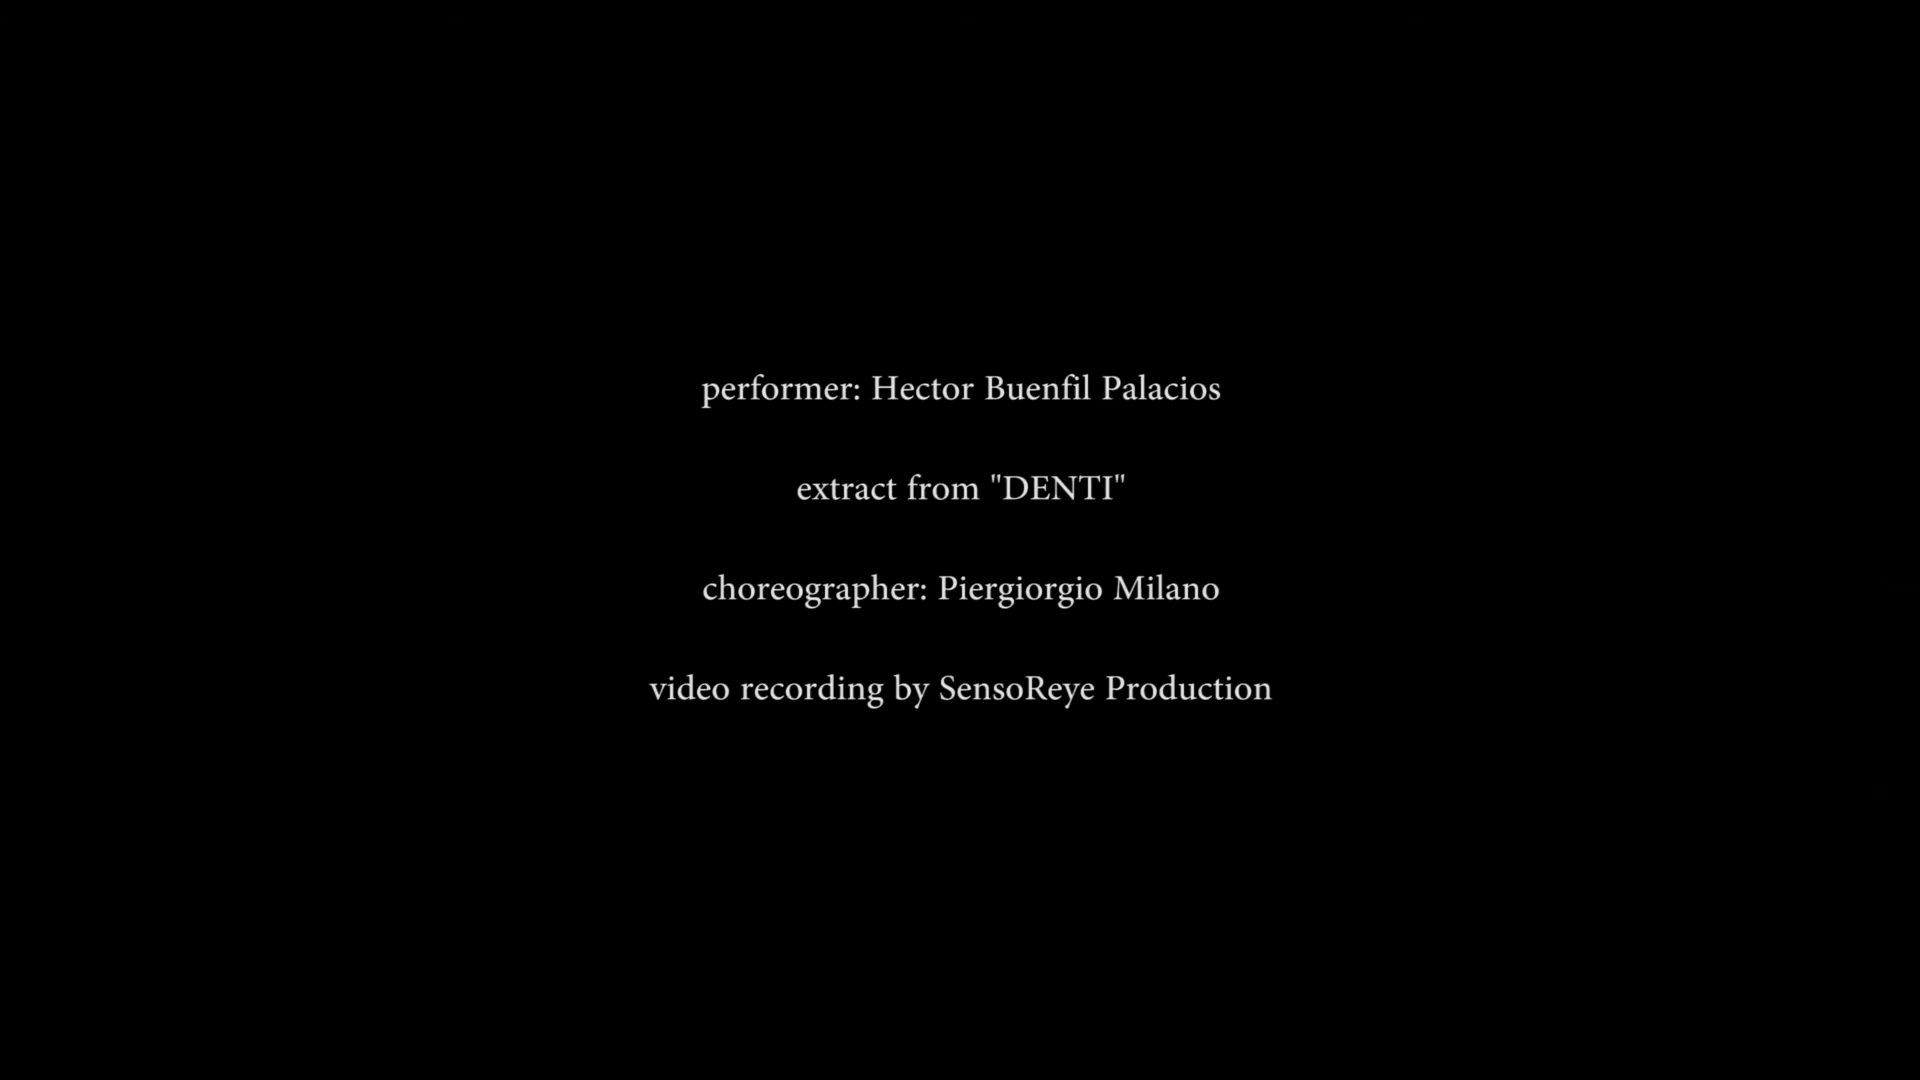 performer: Hector Buenfil Palacios
extract from "DENTI"
choreographer: Piergiorgio Milano
video recording by SensoReye Production